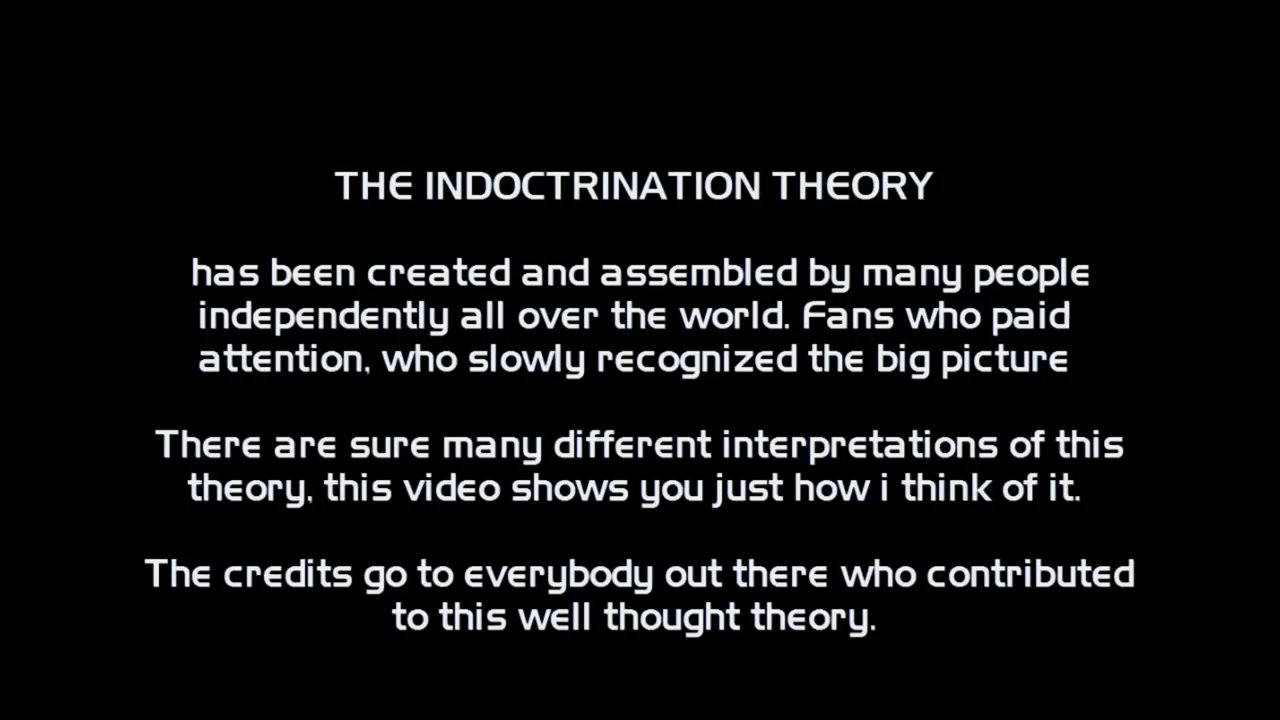 THE INDOCTRINATION THEORY
has been created and assembled by many people
independently all over the world. Fans who paid
attention, who slowly recognized the big picture
There are sure many different interpretations of this
theory, this video shows you just how i think of it.
The credits go to everybody out there who contributed
to this well thought theory.